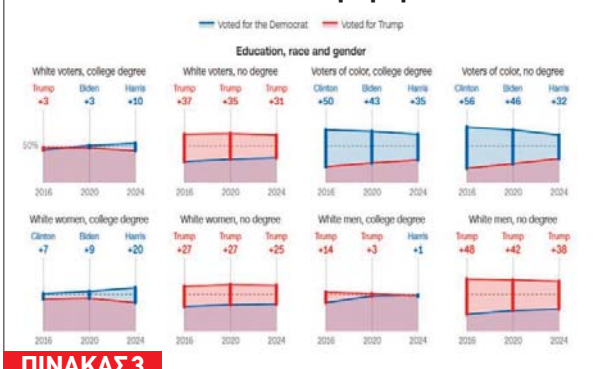 Voted for the Democrat Voted for Trump
Education, race and gender
White voters, college degree White voters, no degree Voters of color, college degree Voters of color, no degree
Trump Biden Harris Trump Trump Trump Clinton Biden Harris Clinton Biden Harris
+3 +3 +10 +37 +35 +31 +50 +43 +35 +56 +46 +32
50%
2016 2020 2024 2016 2020 2024 2016 2020 2024 2016 2020 2024
White women, college degree White women, no degree White men, college degree White men, no degree
Clinton Biden Harris Trump Trump Trump Trump Trump Harris Trump Trump Trump
+7 +9 +20 +27 +27 +25 +14 +3 +1 +48 +42 +38
2016 2020 2024 2016 2020 2024 2016 2020 2024 2016 2020 2024
ΠΙΝΑΚΑΣ 3